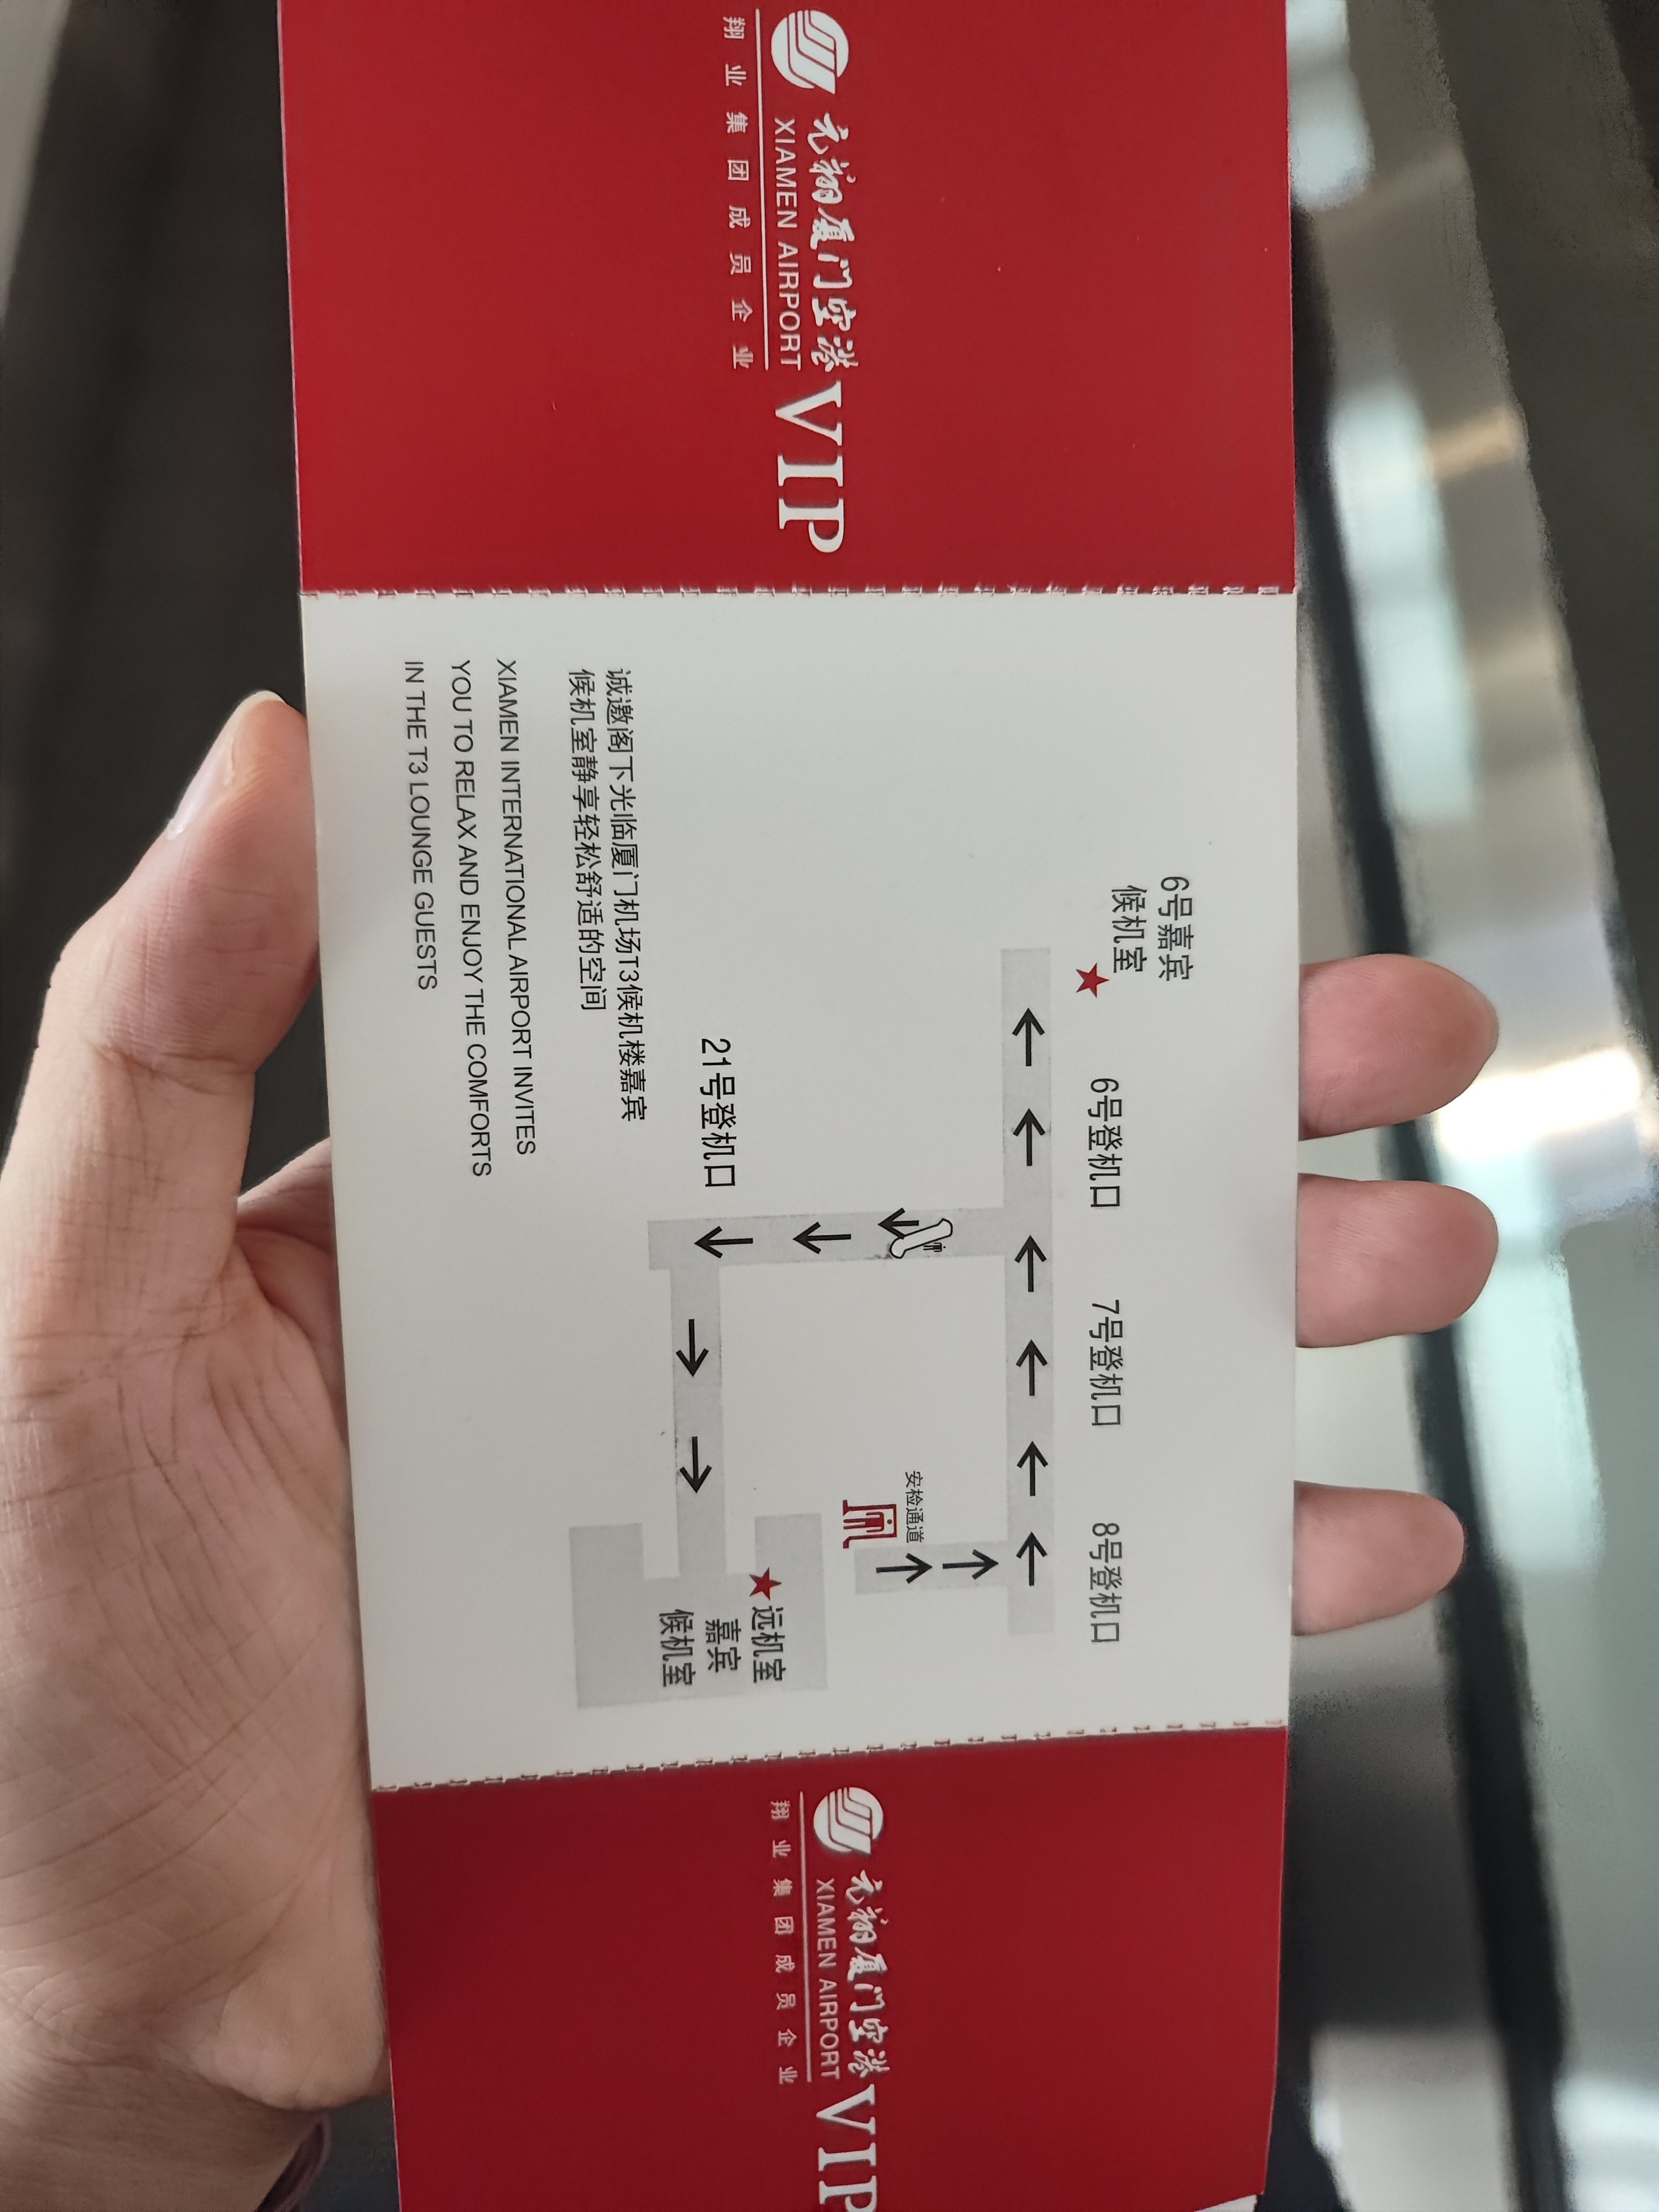 元翔厦门空港
XIAMEN AIRPORT
翔业集团成员企业
VIP
6号嘉宾
候机室
6号登机口
7号登机口
8号登机口
安检通道
21号登机口
远机室
嘉宾
候机室
诚邀阁下光临厦门机场T3候机楼嘉宾
候机室静享轻松舒适的空间
XIAMEN INTERNATIONAL AIRPORT INVITES
YOU TO RELAX AND ENJOY THE COMFORTS
IN THE T3 LOUNGE GUESTS
元翔厦门空港
XIAMEN AIRPORT
翔业集团成员企业
VIP